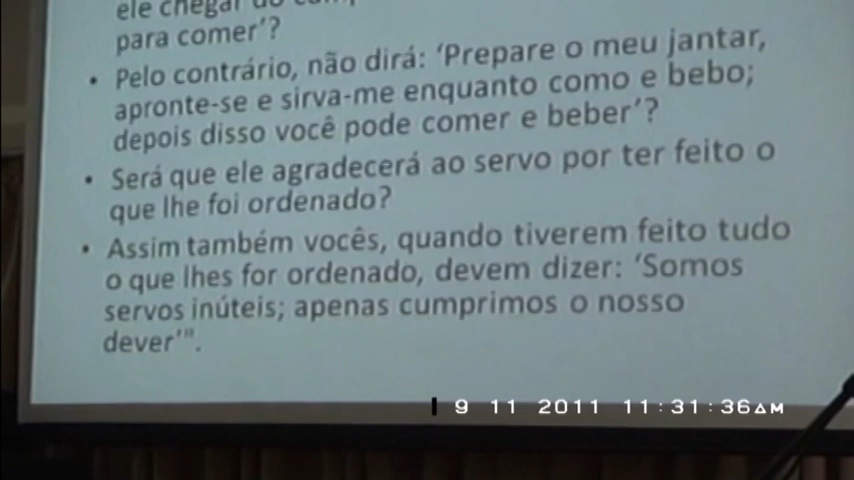 ele chegar do
para comer'?
• Pelo contrário, não dirá: 'Prepare o meu jantar,
apronte-se e sirva-me enquanto como e bebo;
depois disso você pode comer e beber'?
• Será que ele agradecerá ao servo por ter feito o
que lhe foi ordenado?
• Assim também vocês, quando tiverem feito tudo
o que lhes for ordenado, devem dizer: 'Somos
servos inúteis; apenas cumprimos o nosso
dever'".
9 11 2011 11:31:36AM